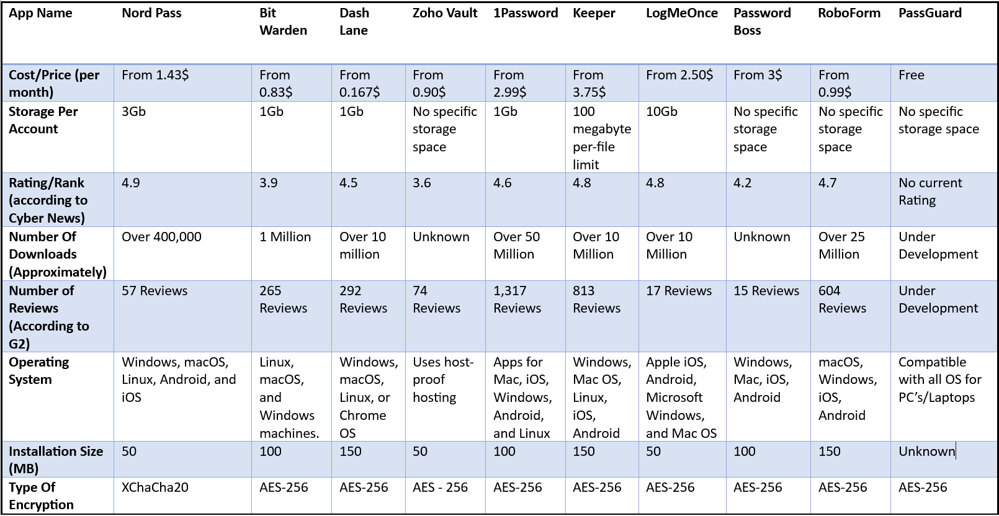 App Name Nord Pass Bit Dash Zoho Vault 1Password Keeper LogMeOnce Password RoboForm PassGuard
Warden Lane Boss
Cost/Price (per From 1.43$ From From From From From From 2.50$ From 3$ From Free
month) 0.83$ 0.167$ 0.90$ 2.99$ 3.75$ 0.99$
Storage Per 3Gb 1Gb 1Gb No specific 1Gb 100 10Gb No specific No specific No specific
Account storage megabyte storage storage storage space
space per-file space space
limit
Rating/Rank 4.9 3.9 4.5 3.6 4.6 4.8 4.8 4.2 4.7 No current
(according to Rating
Cyber News)
Number Of Over 400,000 1 Million Over 10 Unknown Over 50 Over 10 Over 10 Unknown Over 25 Under
Downloads million Million Million Million Million Development
(Approximately)
Number of 57 Reviews 265 292 74 1,317 813 17 Reviews 15 Reviews 604 Under
Reviews Reviews Reviews Reviews Reviews Reviews Reviews Development
(According to
G2)
Operating Windows, macOS, Linux, Windows, Uses host- Apps for Windows, Apple iOS, Windows, macOS, Compatible
System Linux, Android, and macOS, macOS, proof Mac, iOS, Mac OS, Android, Mac, iOS, Windows, with all OS for
iOS and Linux, or hosting Windows, Linux, Microsoft Android iOS, PC’s/Laptops
Windows Chrome Android, iOS, Windows, Android
machines. OS and Linux Android and Mac OS
Installation Size 50 100 150 50 100 150 50 100 150 Unknown
(MB)
Type Of XChaCha20 AES-256 AES-256 AES - 256 AES-256 AES-256 AES-256 AES-256 AES-256 AES-256
Encryption